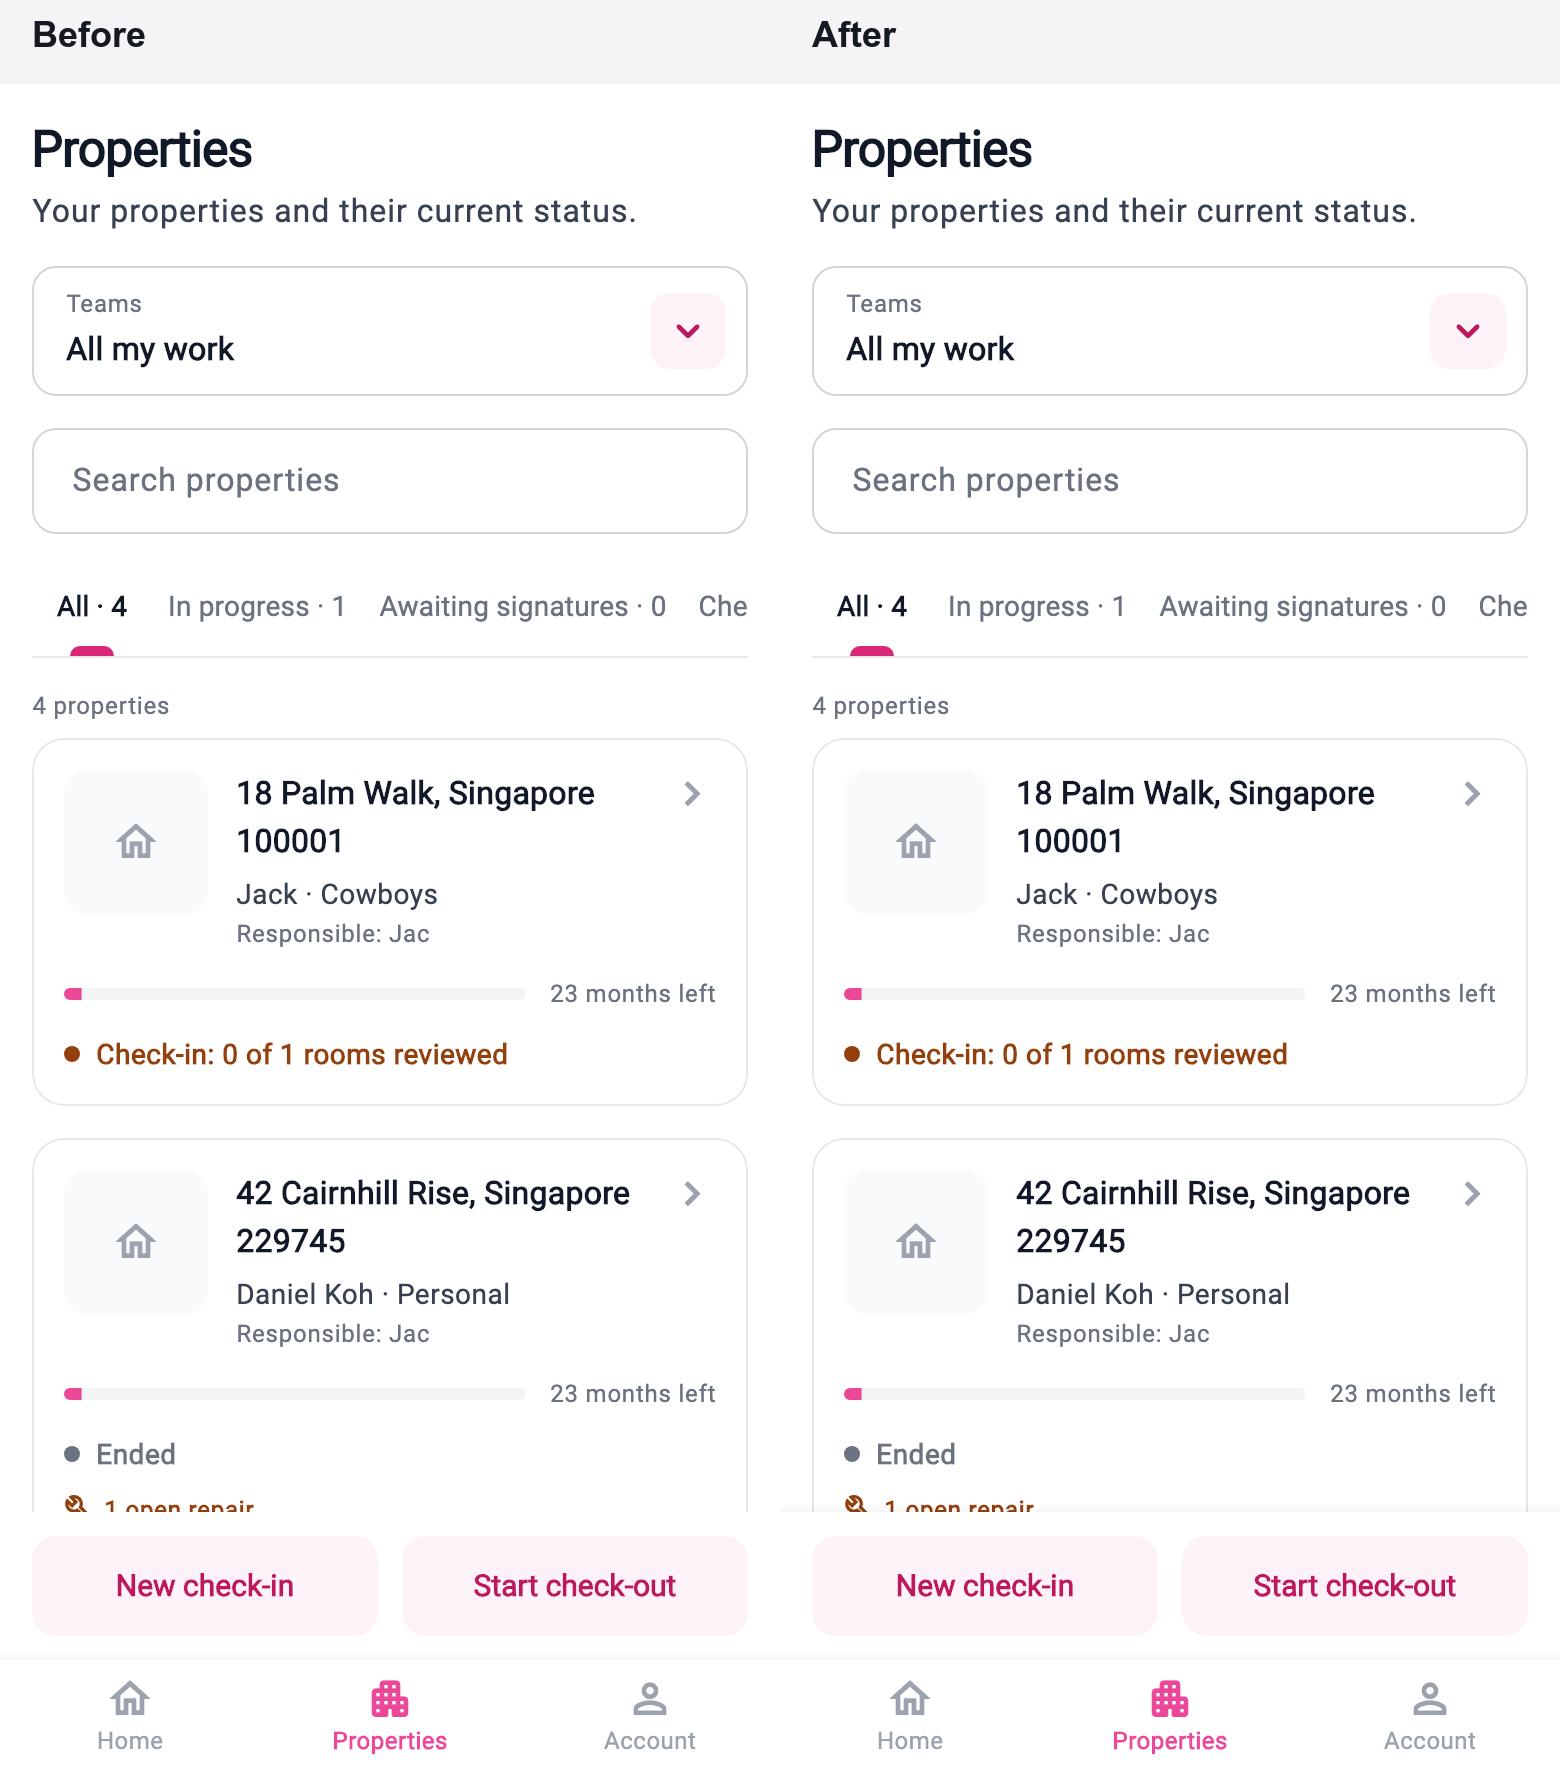 Before
Properties
Your properties and their current status.
Teams
All my work
Search properties
All · 4 In progress · 1 Awaiting signatures · 0 Che
4 properties
18 Palm Walk, Singapore
100001
Jack · Cowboys
Responsible: Jac
23 months left
Check-in: 0 of 1 rooms reviewed
42 Cairnhill Rise, Singapore
229745
Daniel Koh · Personal
Responsible: Jac
23 months left
Ended
1 open repair
New check-in Start check-out
Home Properties Account
After
Properties
Your properties and their current status.
Teams
All my work
Search properties
All · 4 In progress · 1 Awaiting signatures · 0 Che
4 properties
18 Palm Walk, Singapore
100001
Jack · Cowboys
Responsible: Jac
23 months left
Check-in: 0 of 1 rooms reviewed
42 Cairnhill Rise, Singapore
229745
Daniel Koh · Personal
Responsible: Jac
23 months left
Ended
1 open repair
New check-in Start check-out
Home Properties Account